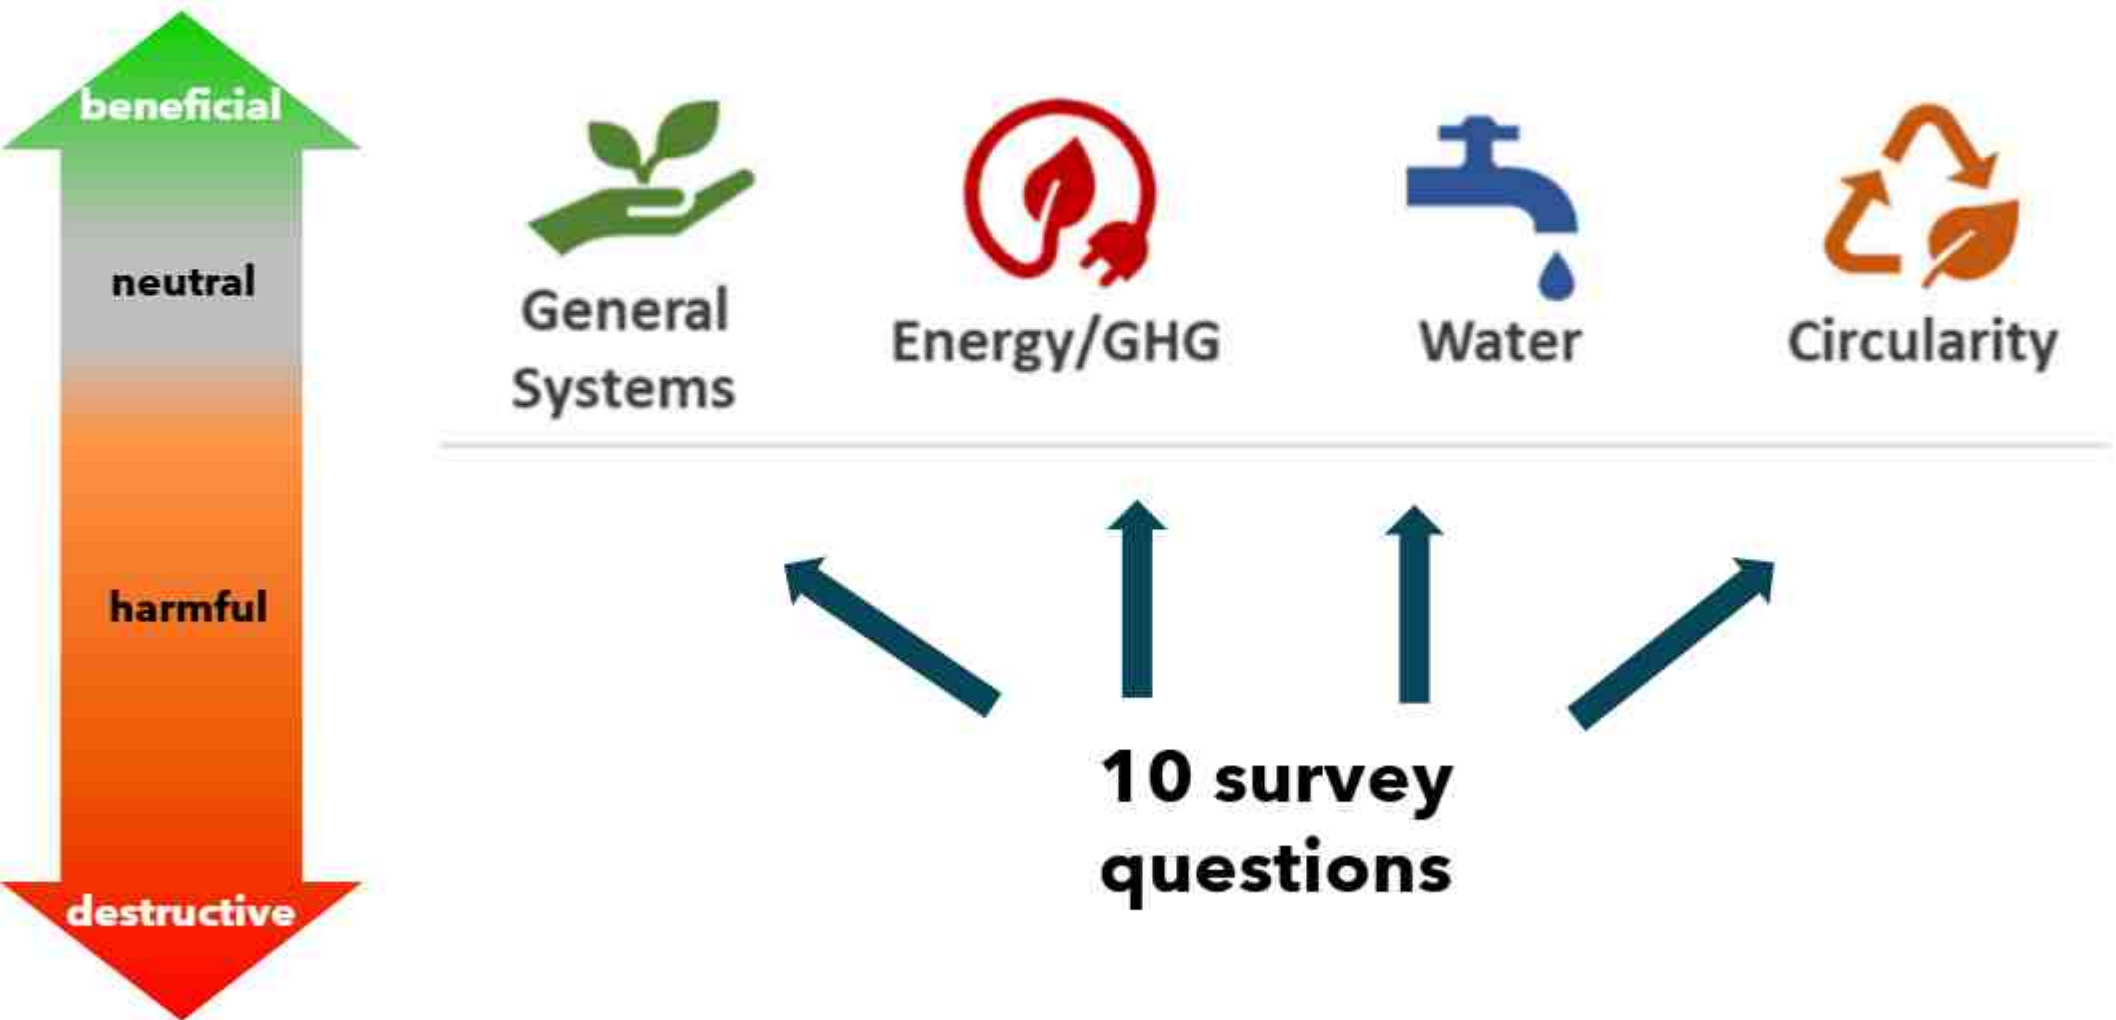 beneficial
neutral
harmful
destructive
General
Systems
Energy/GHG
Water
Circularity
10 survey
questions